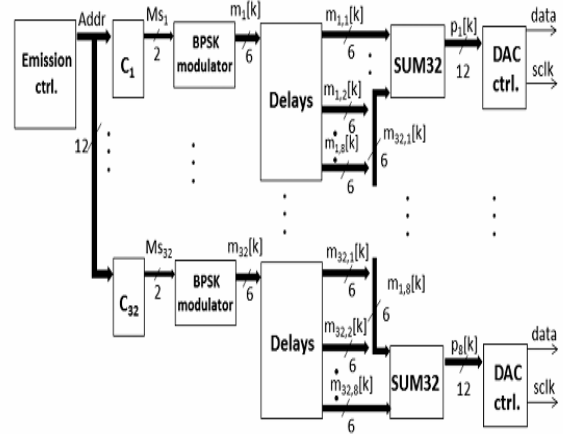 Addr
Ms1
m1[k]
m1,1[k]
p1[k]
data
Emission
ctrl.
C1
2
BPSK
modulator
6
Delays
6
SUM32
12
DAC
ctrl.
sclk
m1,2[k]
6
12
m1,8[k]
6
m32,1[k]
6
Ms32
m32[k]
m32,1[k]
C32
2
BPSK
modulator
6
Delays
6
m1,8[k]
6
m32,2[k]
6
p8[k]
data
m32,8[k]
6
SUM32
12
DAC
ctrl.
sclk